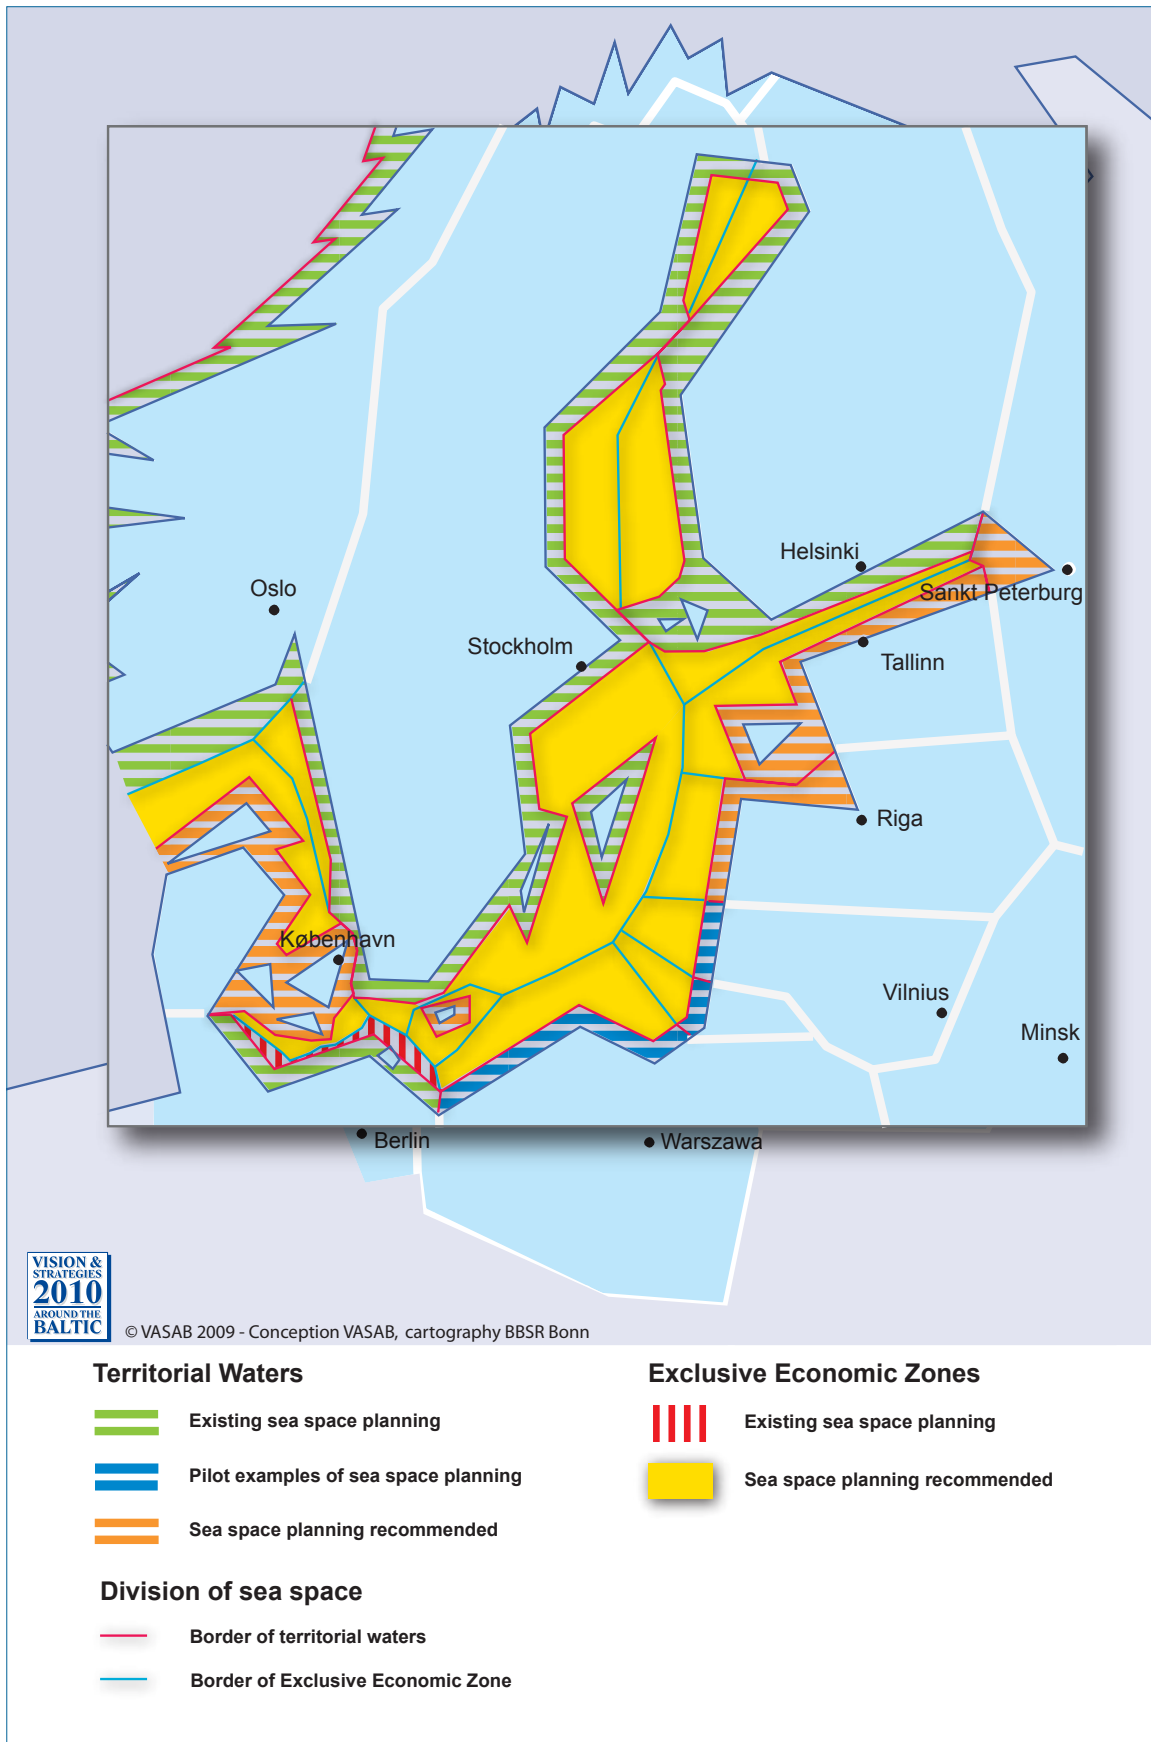 Helsinki
Sankt Peterburg
Oslo
Stockholm
Tallinn
Riga
København
Vilnius
Minsk
Berlin
Warszawa
VISION &
STRATEGIES
2010
AROUND THE
BALTIC
© VASAB 2009 - Conception VASAB, cartography BBSR Bonn
Territorial Waters
Existing sea space planning
Pilot examples of sea space planning
Sea space planning recommended
Exclusive Economic Zones
Existing sea space planning
Sea space planning recommended
Division of sea space
Border of territorial waters
Border of Exclusive Economic Zone